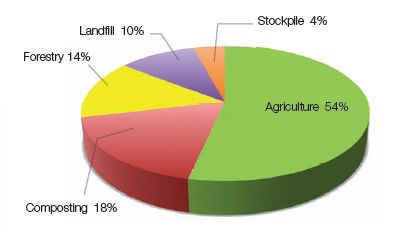 Stockpile 4%
Landfill 10%
Forestry 14%
Agriculture 54%
Composting 18%